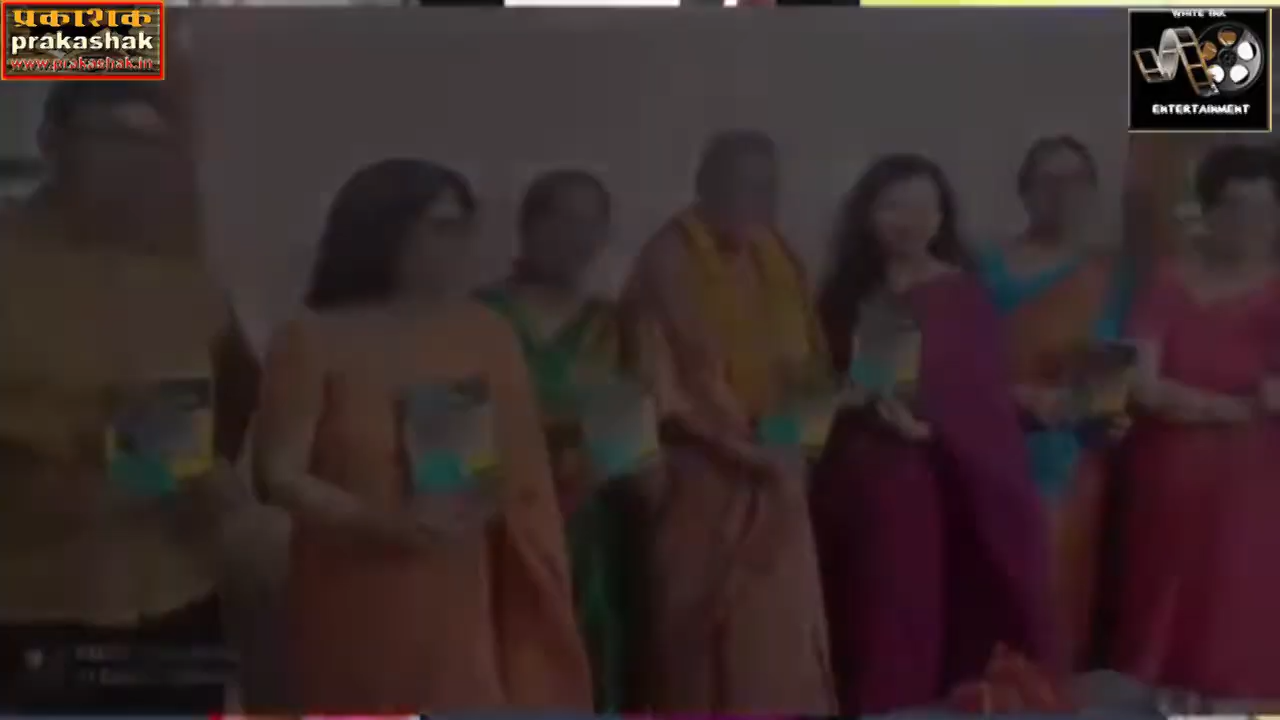 प्रकाशक
prakashak
www.prakashak.in
WHITE INK
ENTERTAINMENT